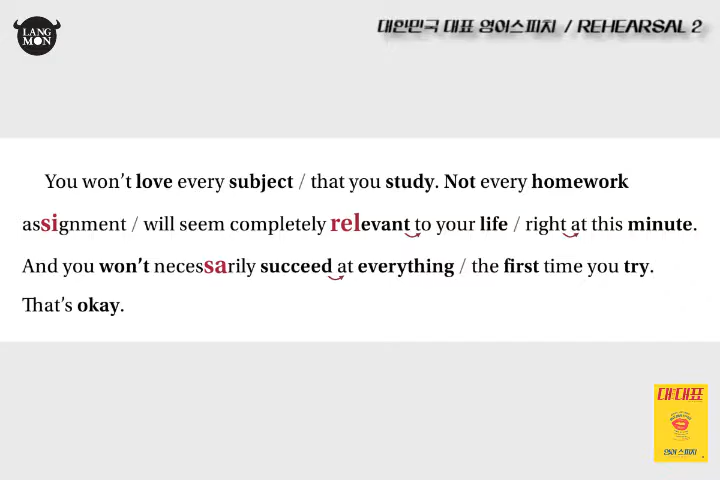 LANG
MON
대한민국 대표 영어스피치 / REHEARSAL 2
You won't love every subject / that you study. Not every homework
assignment / will seem completely relevant to your life / right at this minute.
And you won't necessarily succeed at everything / the first time you try.
That's okay.
대대표
영어 스피치